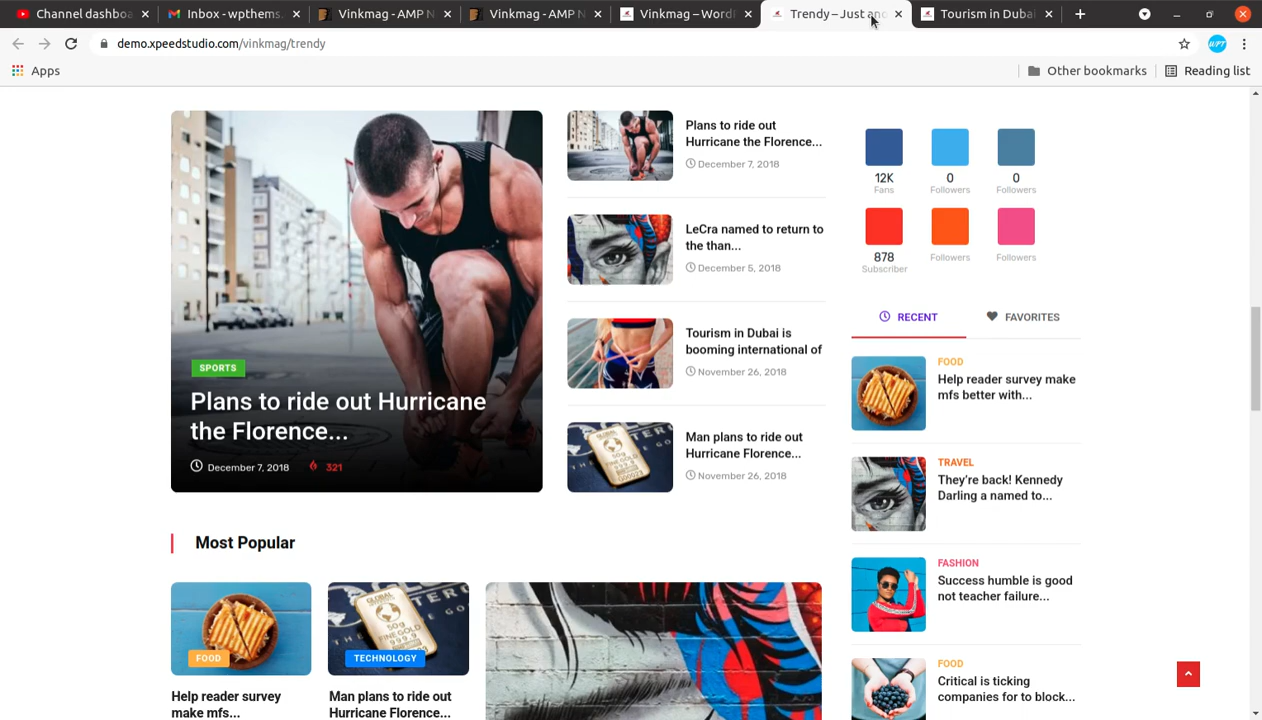 Channel dashboa
Inbox - wpthems.
Vinkmag - AMP N
Vinkmag - AMP N
Vinkmag – WordP
Trendy – Just ano
Tourism in Dubai
demo.xpeedstudio.com/vinkmag/trendy
WPT
Apps
Other bookmarks
Reading list
SPORTS
Plans to ride out Hurricane
the Florence...
December 7, 2018
321
Plans to ride out
Hurricane the Florence...
December 7, 2018
LeCra named to return to
the than...
December 5, 2018
Tourism in Dubai is
booming international of
November 26, 2018
Man plans to ride out
Hurricane Florence...
November 26, 2018
12K
Fans
0
Followers
0
Followers
878
Subscriber
Followers
Followers
RECENT
FAVORITES
FOOD
Help reader survey make
mfs better with...
TRAVEL
They're back! Kennedy
Darling a named to...
FASHION
Success humble is good
not teacher failure...
FOOD
Critical is ticking
companies for to block...
Most Popular
FOOD
Help reader survey
make mfs...
TECHNOLOGY
Man plans to ride out
Hurricane Florence...